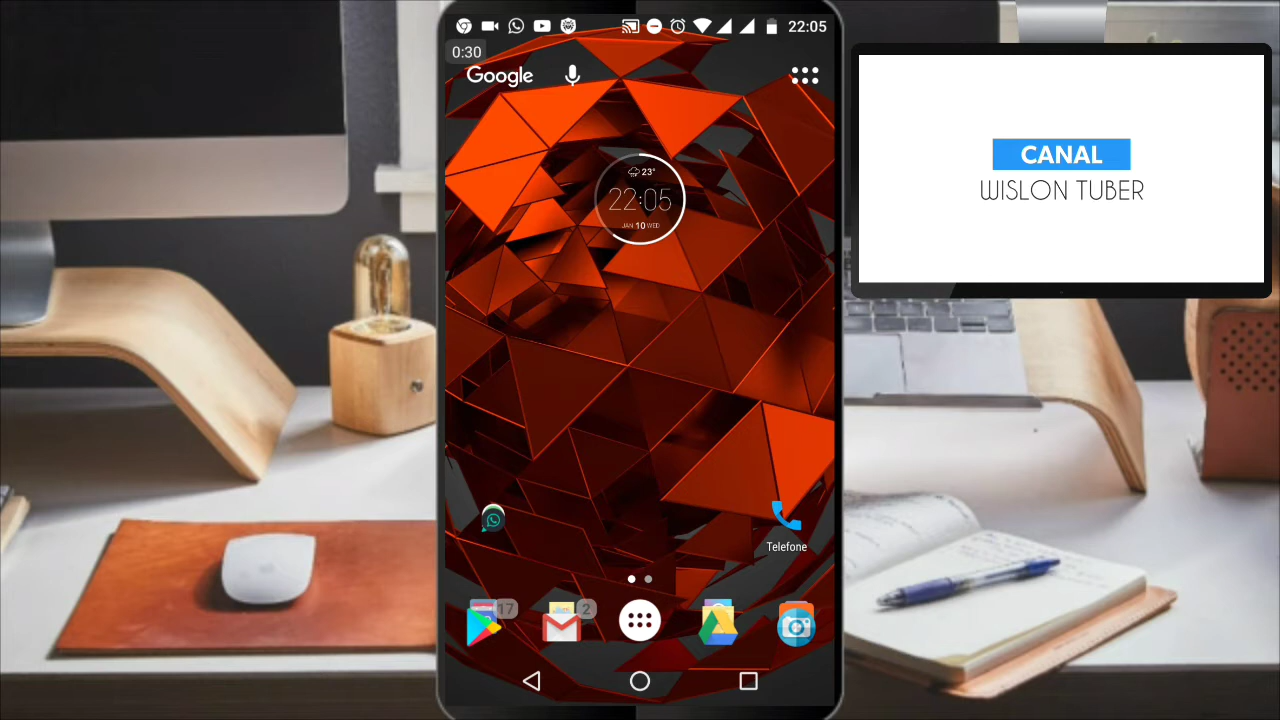 22:05
0:30
Google
23°
22:05
JAN 10 WED
CANAL
WISLON TUBER
Telefone
17
2